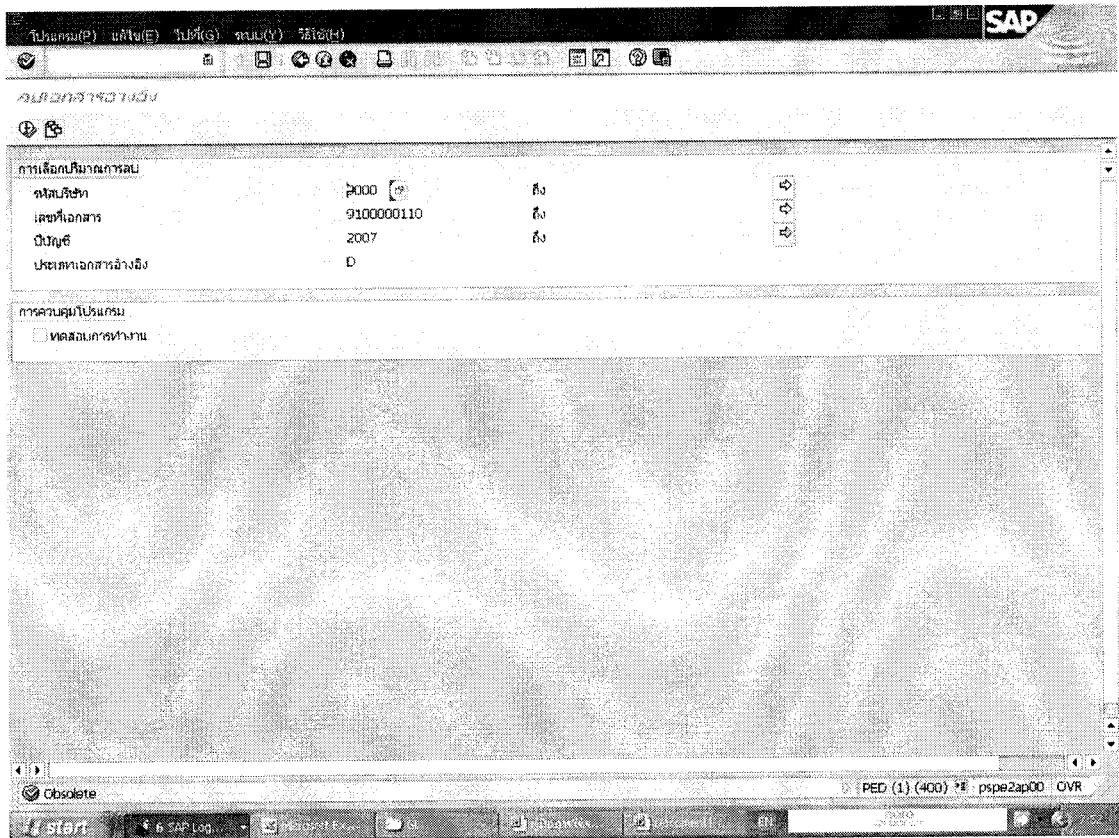 โปรแกรม(P) แก้ไข(E) ไปที่(G) ระบบ(Y) วิธีใช้(H)
SAP
ลบเอกสารอ้างอิง
การเลือกปริมาณการลบ
รหัสบริษัท 9000 ถึง
เลขที่เอกสาร 9100000110 ถึง
ปีบัญชี 2007 ถึง
ประเภทเอกสารอ้างอิง D
การควบคุมโปรแกรม
ทดสอบการทำงาน
Obsolete PED (1) (400) pspe2ap00 OVR
start 6 SAP Log... Microsoft Exc... GL EN